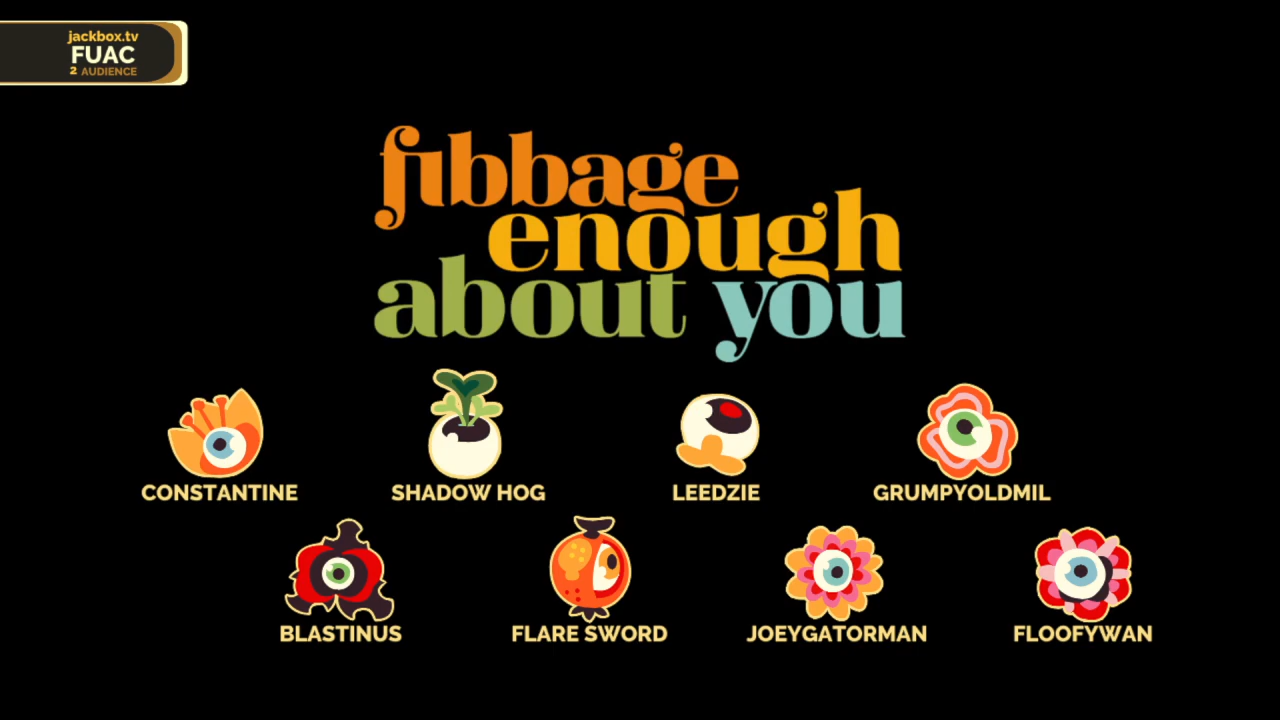 jackbox.tv
FUAC
2 AUDIENCE
fibbage
enough
about you
CONSTANTINE
SHADOW HOG
LEEDZIE
GRUMPYOLDMIL
BLASTINUS
FLARE SWORD
JOEYGATORMAN
FLOOFYWAN